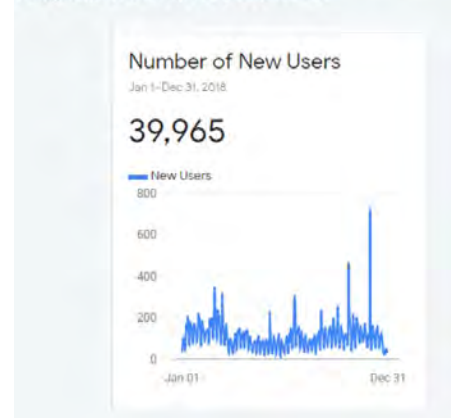 Number of New Users
Jan 1-Dec 31, 2018
39,965
New Users
800
600
400
200
0
Jan 01 Dec 31